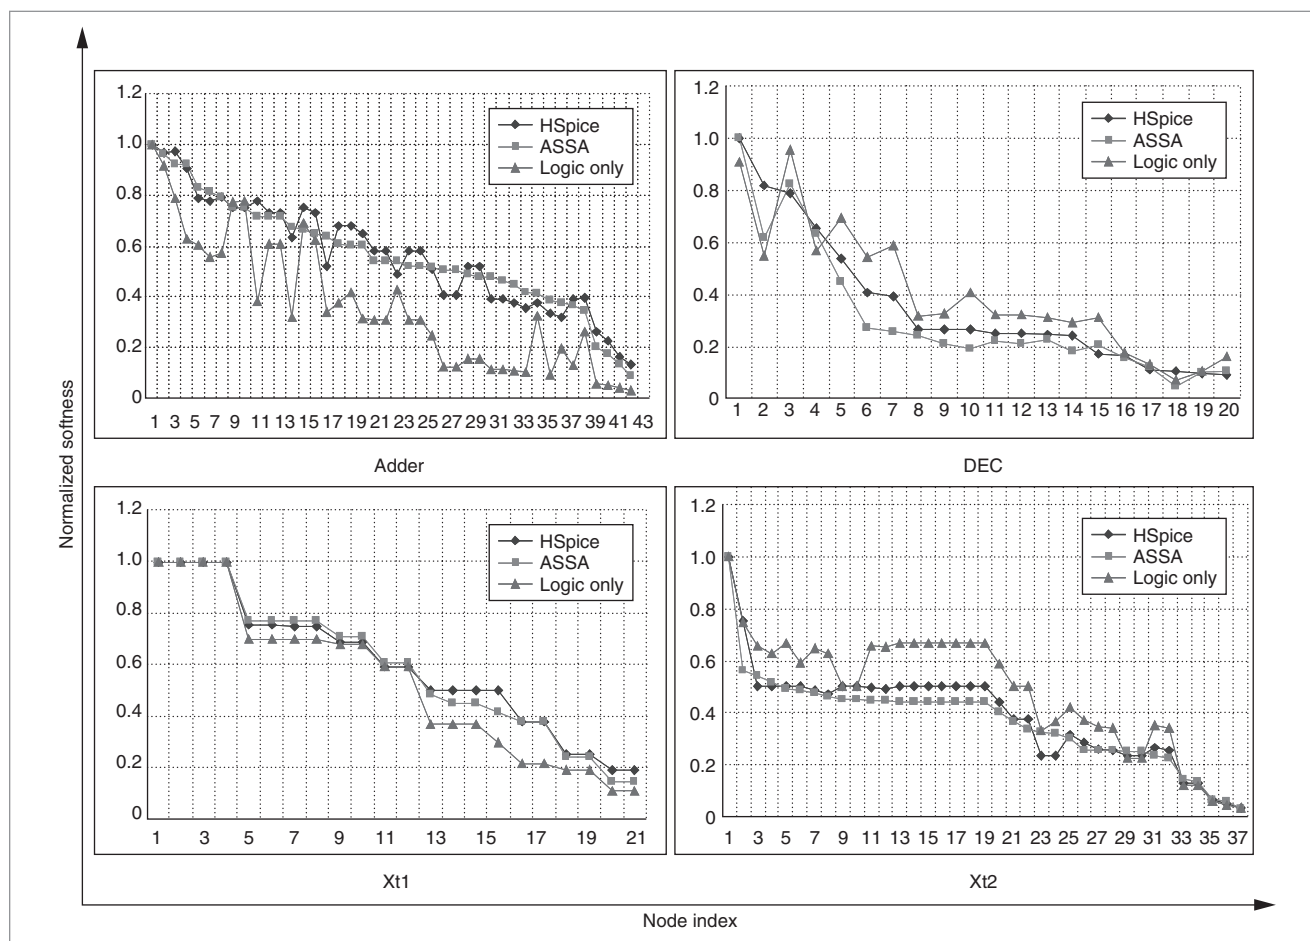 Normalized softness
1.2
1.0
0.8
0.6
0.4
0.2
0
HSpice
ASSA
Logic only
1 3 5 7 9 11 13 15 17 19 21 23 25 27 29 31 33 35 37 39 41 43
Adder
1.2
1.0
0.8
0.6
0.4
0.2
0
HSpice
ASSA
Logic only
1 2 3 4 5 6 7 8 9 10 11 12 13 14 15 16 17 18 19 20
DEC
1.2
1.0
0.8
0.6
0.4
0.2
0
HSpice
ASSA
Logic only
1 3 5 7 9 11 13 15 17 19 21
Xt1
1.2
1.0
0.8
0.6
0.4
0.2
0
HSpice
ASSA
Logic only
1 3 5 7 9 11 13 15 17 19 21 23 25 27 29 31 33 35 37
Xt2
Node index